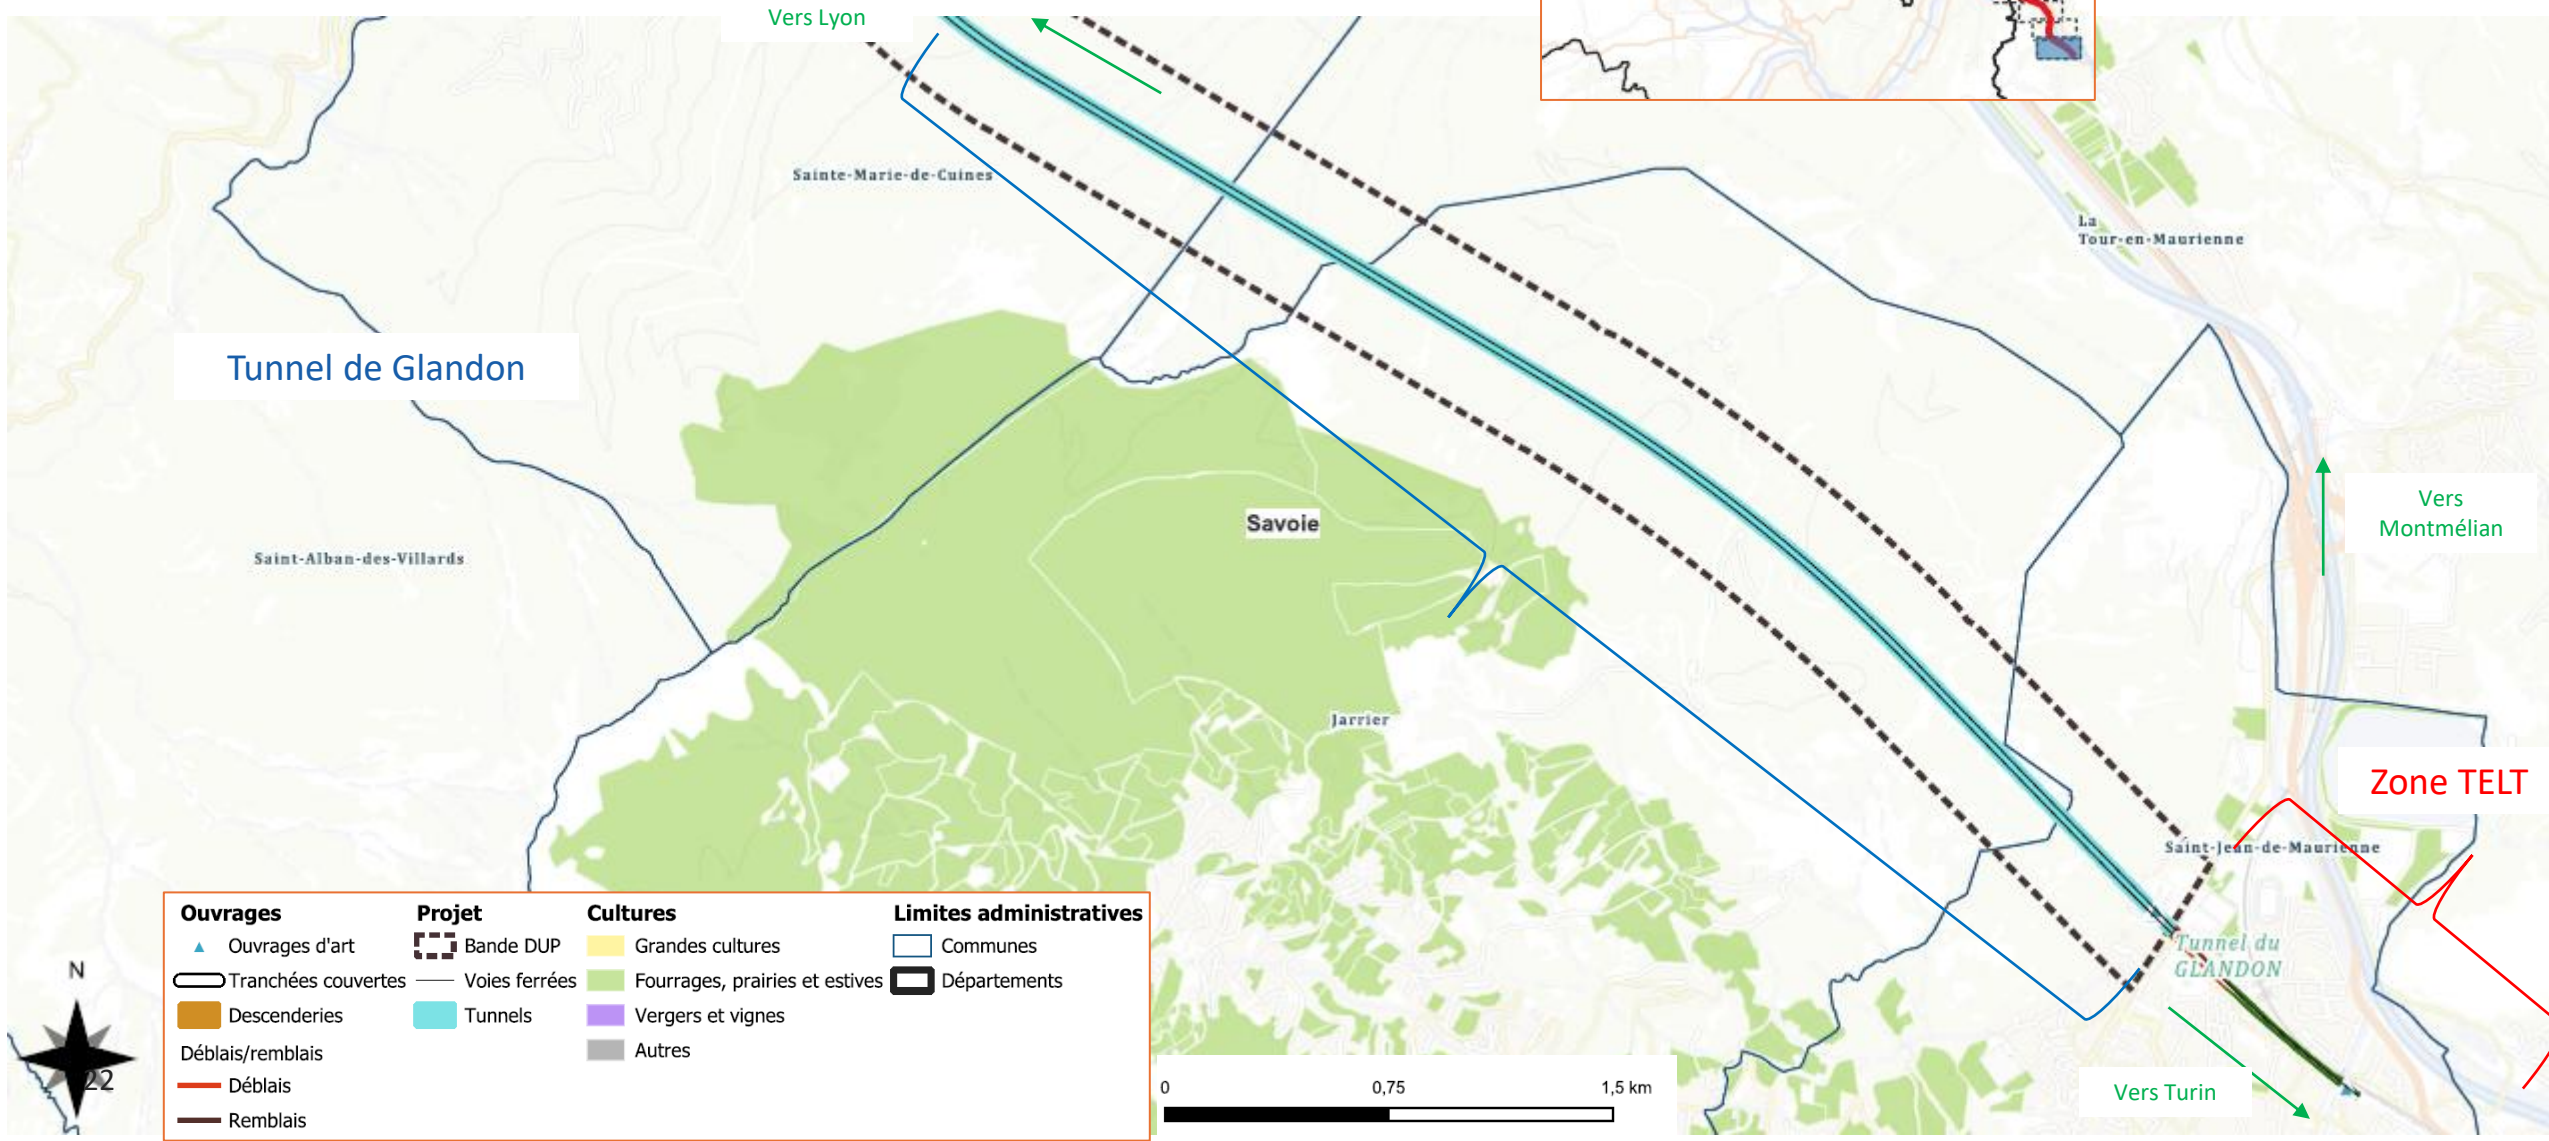 Vers Lyon
Sainte-Marie-de-Cuines
La
Tour-en-Maurienne
Tunnel de Glandon
Vers
Montmélian
Savoie
Saint-Alban-des-Villards
Jarrier
Zone TELT
Saint-Jean-de-Maurienne
Tunnel du
GLANDON
Vers Turin
Ouvrages
Ouvrages d'art
Tranchées couvertes
Descenderies
Déblais/remblais
Déblais
Remblais
Projet
Bande DUP
Voies ferrées
Tunnels
Cultures
Grandes cultures
Fourrages, prairies et estives
Vergers et vignes
Autres
Limites administratives
Communes
Départements
N
22
0 0,75 1,5 km